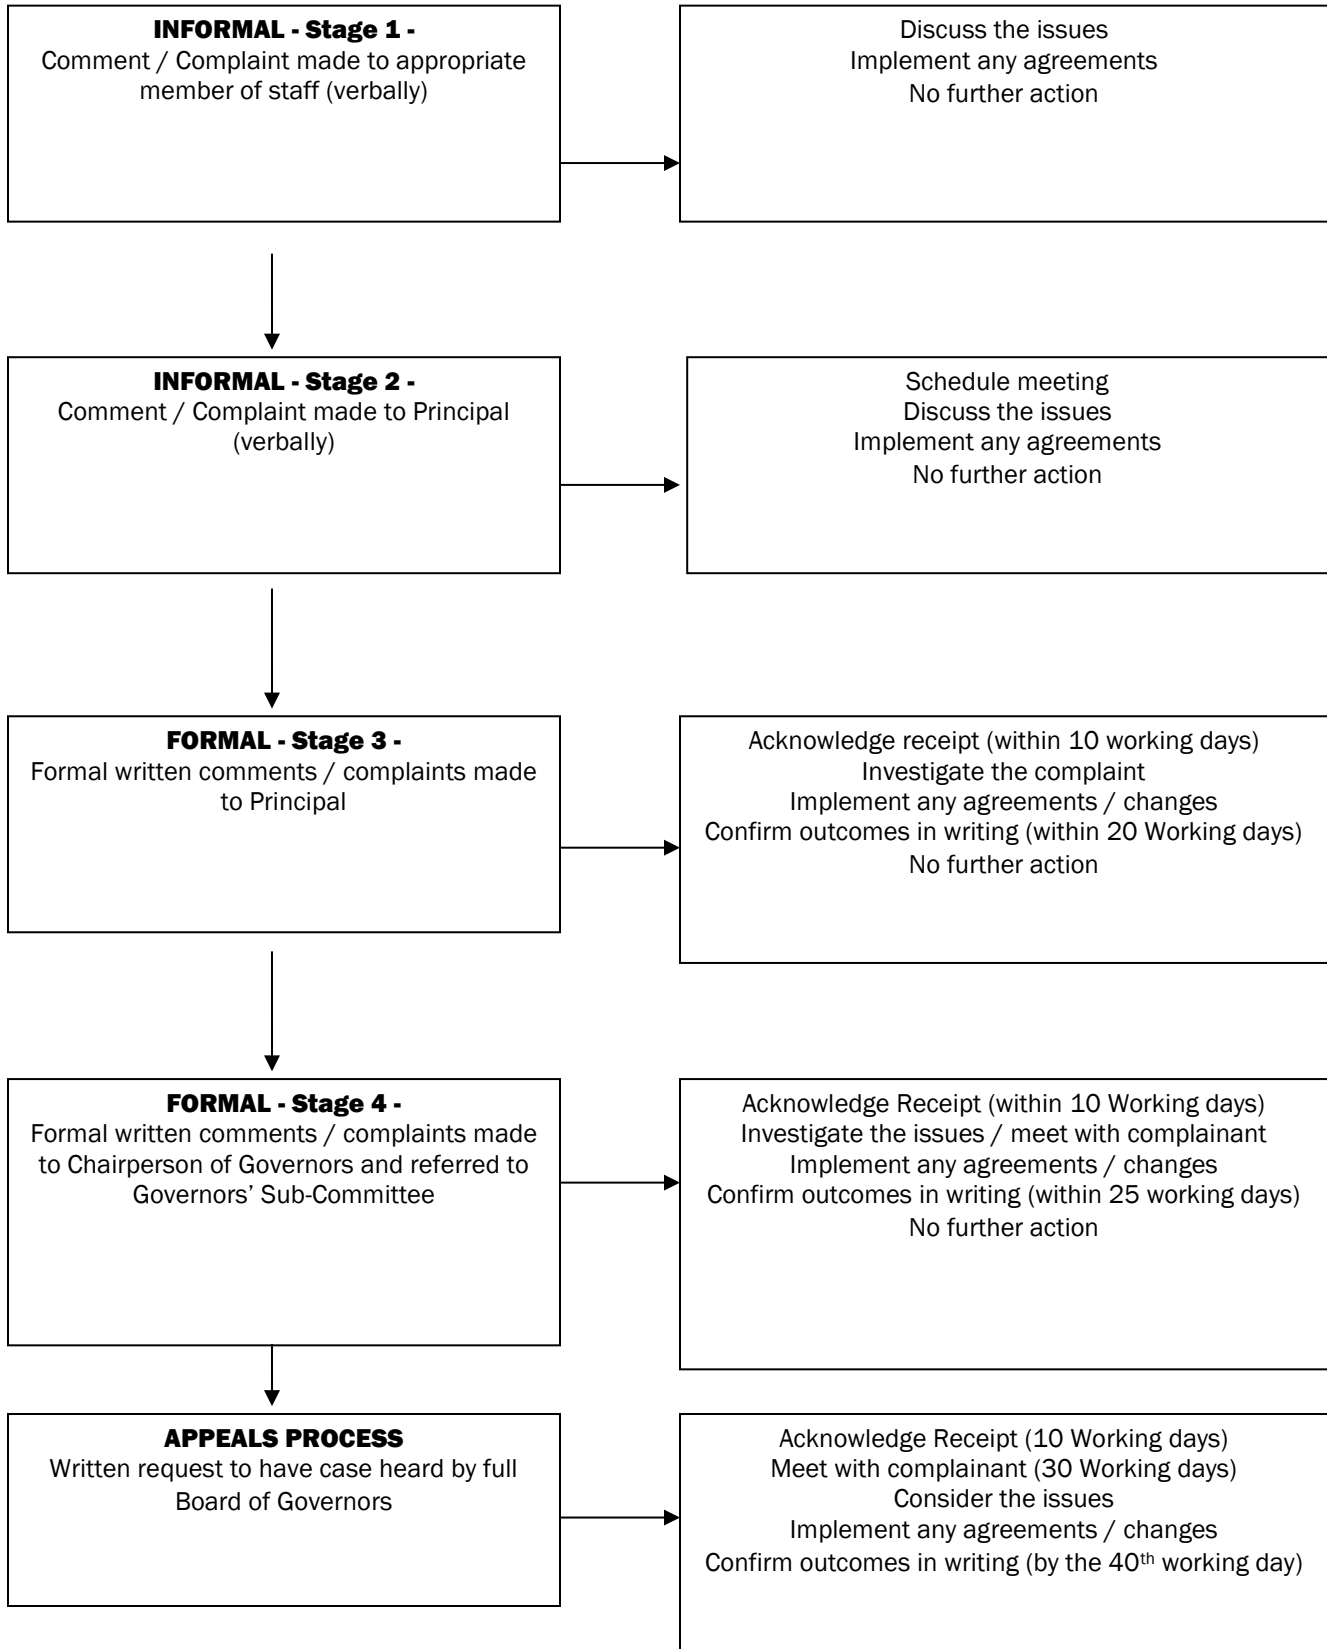 INFORMAL - Stage 1 -
Comment / Complaint made to appropriate
member of staff (verbally)
Discuss the issues
Implement any agreements
No further action
INFORMAL - Stage 2 -
Comment / Complaint made to Principal
(verbally)
Schedule meeting
Discuss the issues
Implement any agreements
No further action
FORMAL - Stage 3 -
Formal written comments / complaints made
to Principal
Acknowledge receipt (within 10 working days)
Investigate the complaint
Implement any agreements / changes
Confirm outcomes in writing (within 20 Working days)
No further action
FORMAL - Stage 4 -
Formal written comments / complaints made
to Chairperson of Governors and referred to
Governors’ Sub-Committee
Acknowledge Receipt (within 10 Working days)
Investigate the issues / meet with complainant
Implement any agreements / changes
Confirm outcomes in writing (within 25 working days)
No further action
APPEALS PROCESS
Written request to have case heard by full
Board of Governors
Acknowledge Receipt (10 Working days)
Meet with complainant (30 Working days)
Consider the issues
Implement any agreements / changes
Confirm outcomes in writing (by the 40th working day)